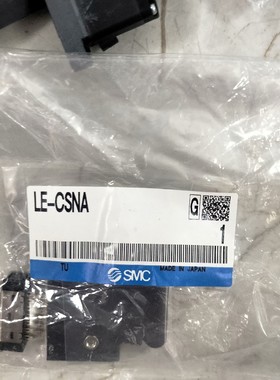 LE-CSNA
G
1
TU
SMC
MADE IN JAPAN